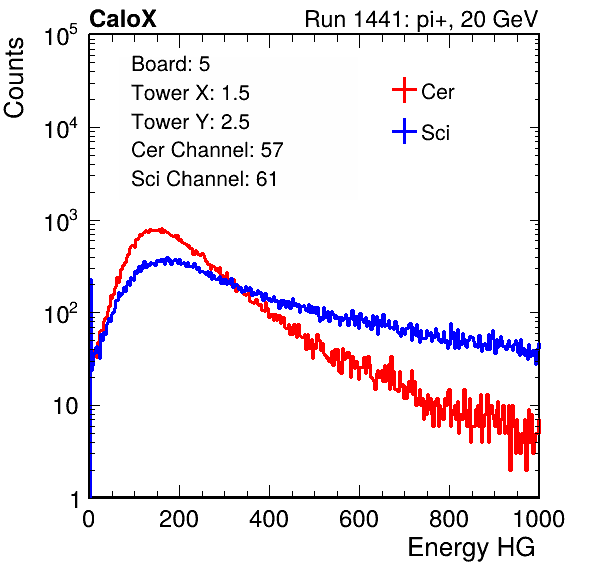 CaloX Run 1441: pi+, 20 GeV
Counts
10^5
10^4
10^3
10^2
10
1
Board: 5
Tower X: 1.5
Tower Y: 2.5
Cer Channel: 57
Sci Channel: 61
Cer
Sci
0 200 400 600 800 1000
Energy HG